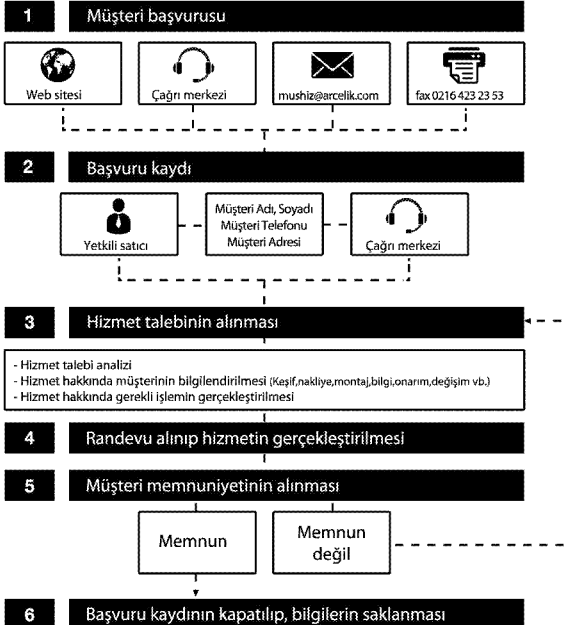 1 Müşteri başvurusu
Web sitesi
Çağrı merkezi
mushiz@arcelik.com
fax 0216 423 23 53
2 Başvuru kaydı
Yetkili satıcı
Müşteri Adı, Soyadı
Müşteri Telefonu
Müşteri Adresi
Çağrı merkezi
3 Hizmet talebinin alınması
- Hizmet talebi analizi
- Hizmet hakkında müşterinin bilgilendirilmesi (Keşif,nakliye,montaj,bilgi,onarım,değişim vb.)
- Hizmet hakkında gerekli işlemin gerçekleştirilmesi
4 Randevu alınıp hizmetin gerçekleştirilmesi
5 Müşteri memnuniyetinin alınması
Memnun
Memnun
değil
6 Başvuru kaydının kapatılıp, bilgilerin saklanması